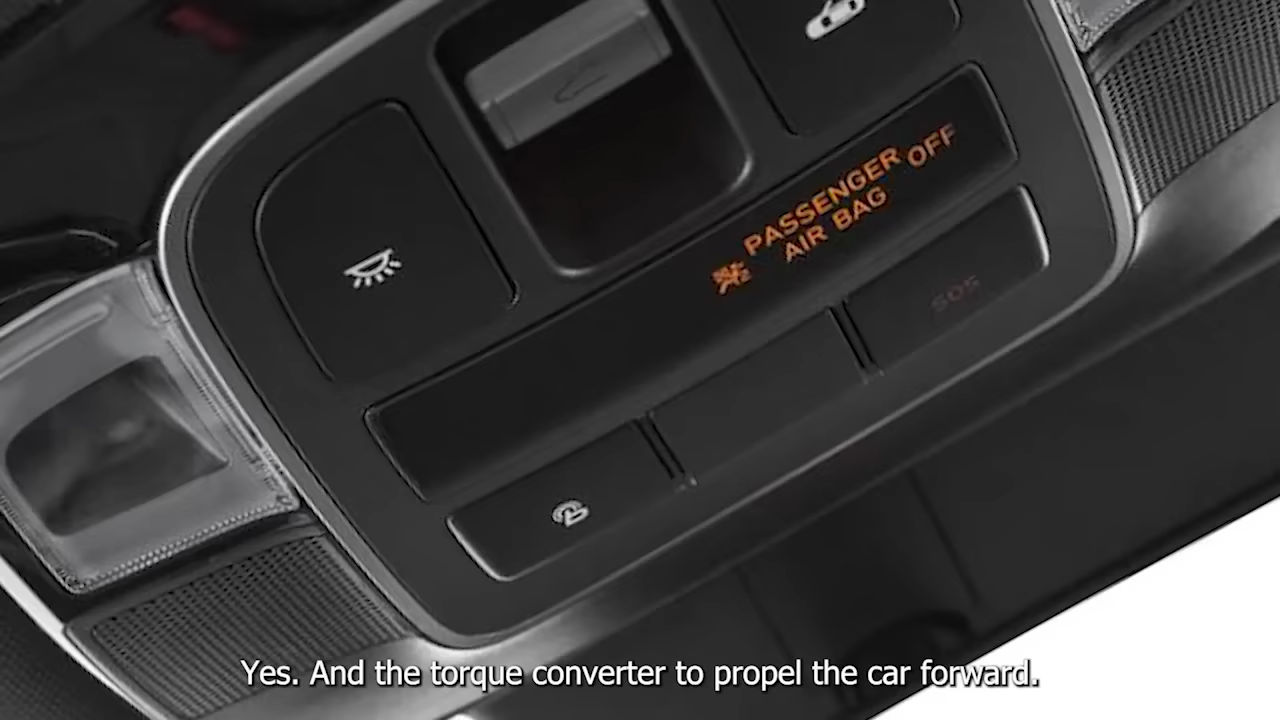 PASSENGER OFF
AIR BAG
SOS
Yes. And the torque converter to propel the car forward.